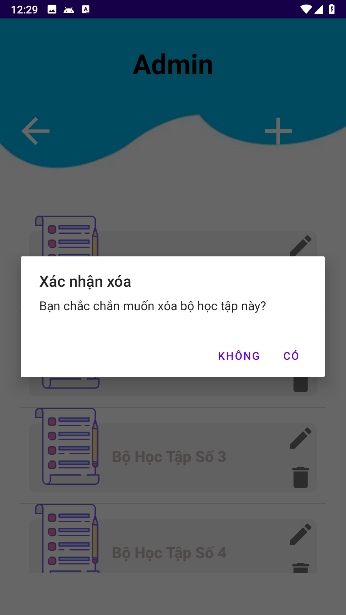 12:29
Admin
Xác nhận xóa
Bạn chắc chắn muốn xóa bộ học tập này?
KHÔNG CÓ
Bộ Học Tập Số 3
Bộ Học Tập Số 4